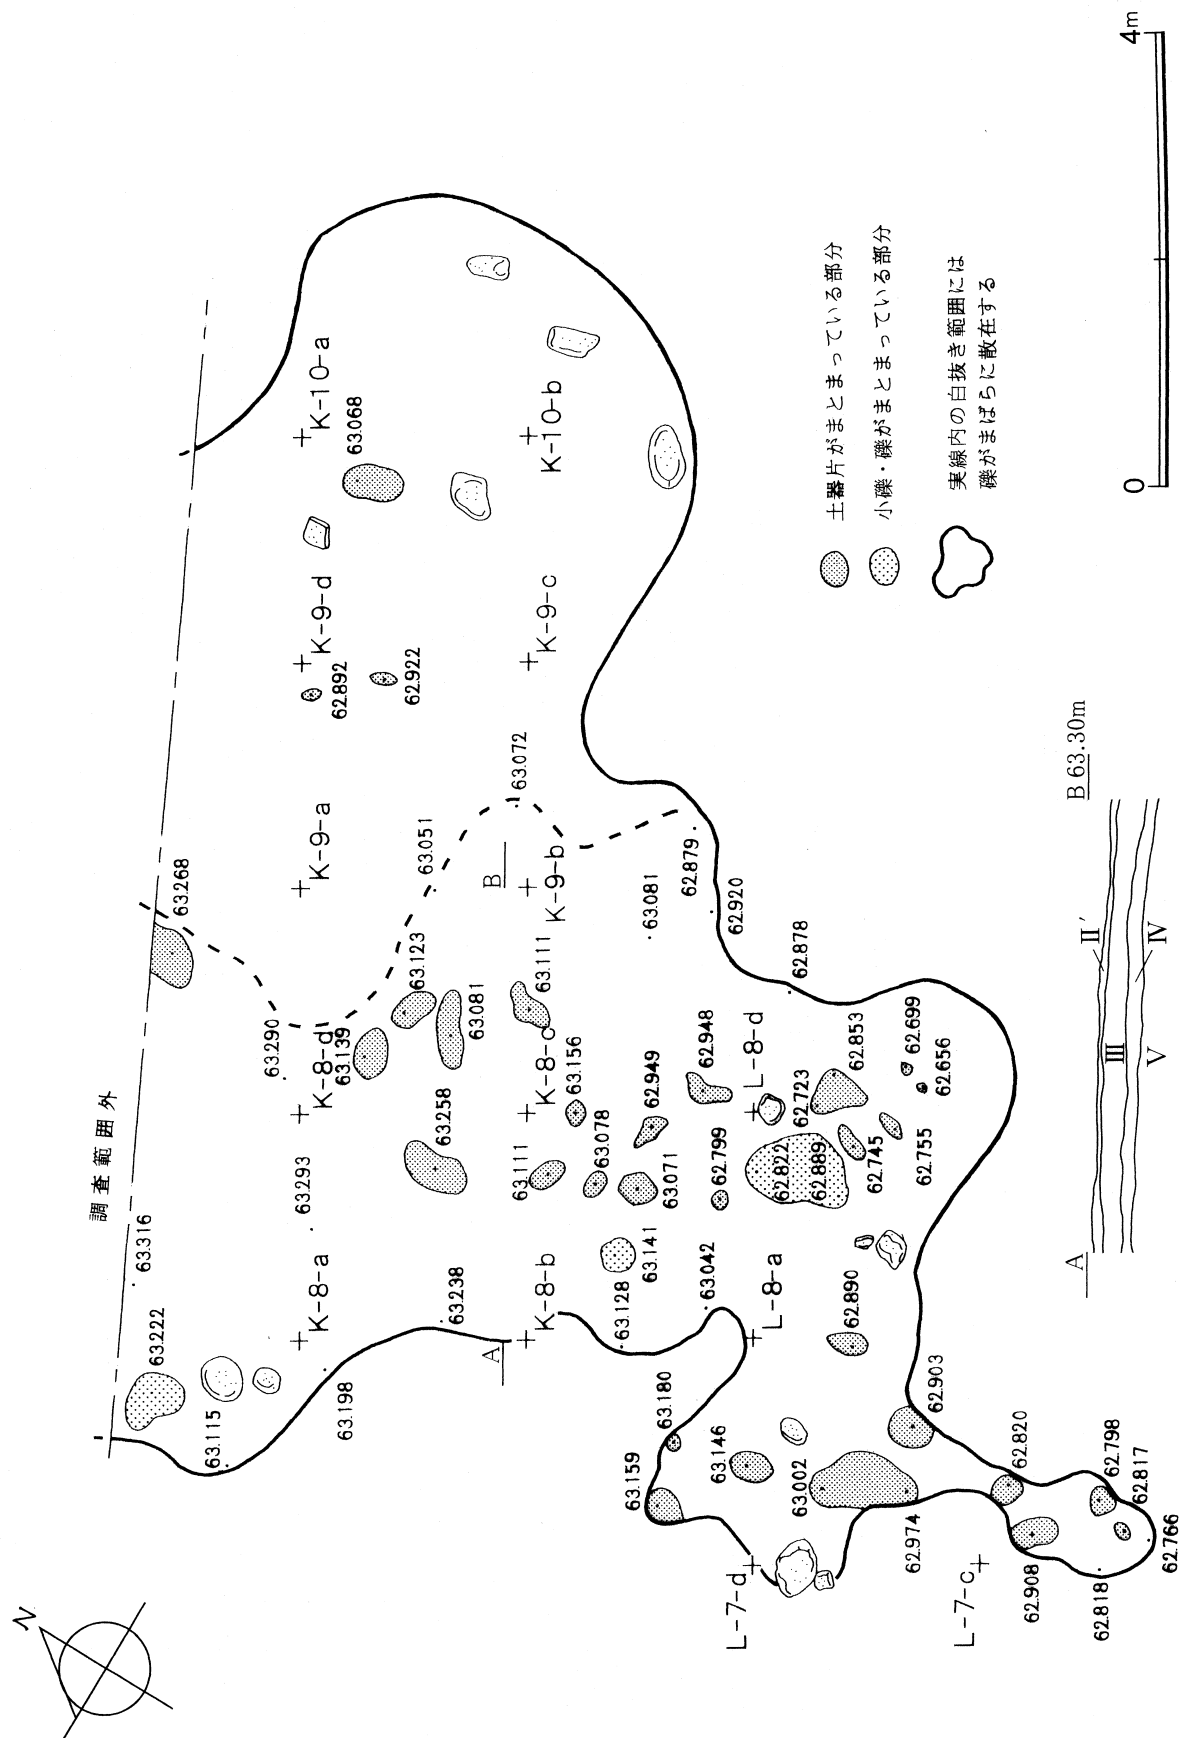 N
調査範囲外
63.316
63.222
63.293
63.290
63.268
63.115
63.198
K-8-a
K-8-d
K-9-a
K-9-d
K-10-a
63.139
63.123
63.051
62.892
62.922
63.068
63.238
63.258
63.081
63.072
A
B
K-8-b
K-8-c
K-9-b
K-9-c
K-10-b
63.111
63.111
63.156
63.078
63.128
63.141
63.071
62.949
63.081
62.879
63.180
63.159
63.042
62.799
62.948
62.920
L-7-d
L-8-a
L-8-d
63.146
63.002
62.822
62.889
62.723
62.878
62.853
62.890
62.745
62.755
62.699
62.656
62.974
62.903
L-7-c
62.908
62.820
62.798
62.817
62.818
62.766
土器片がまとまっている部分
小礫・礫がまとまっている部分
実線内の白抜き範囲には
礫がまばらに散在する
A
B 63.30m
II'
III
IV
V
0
4m